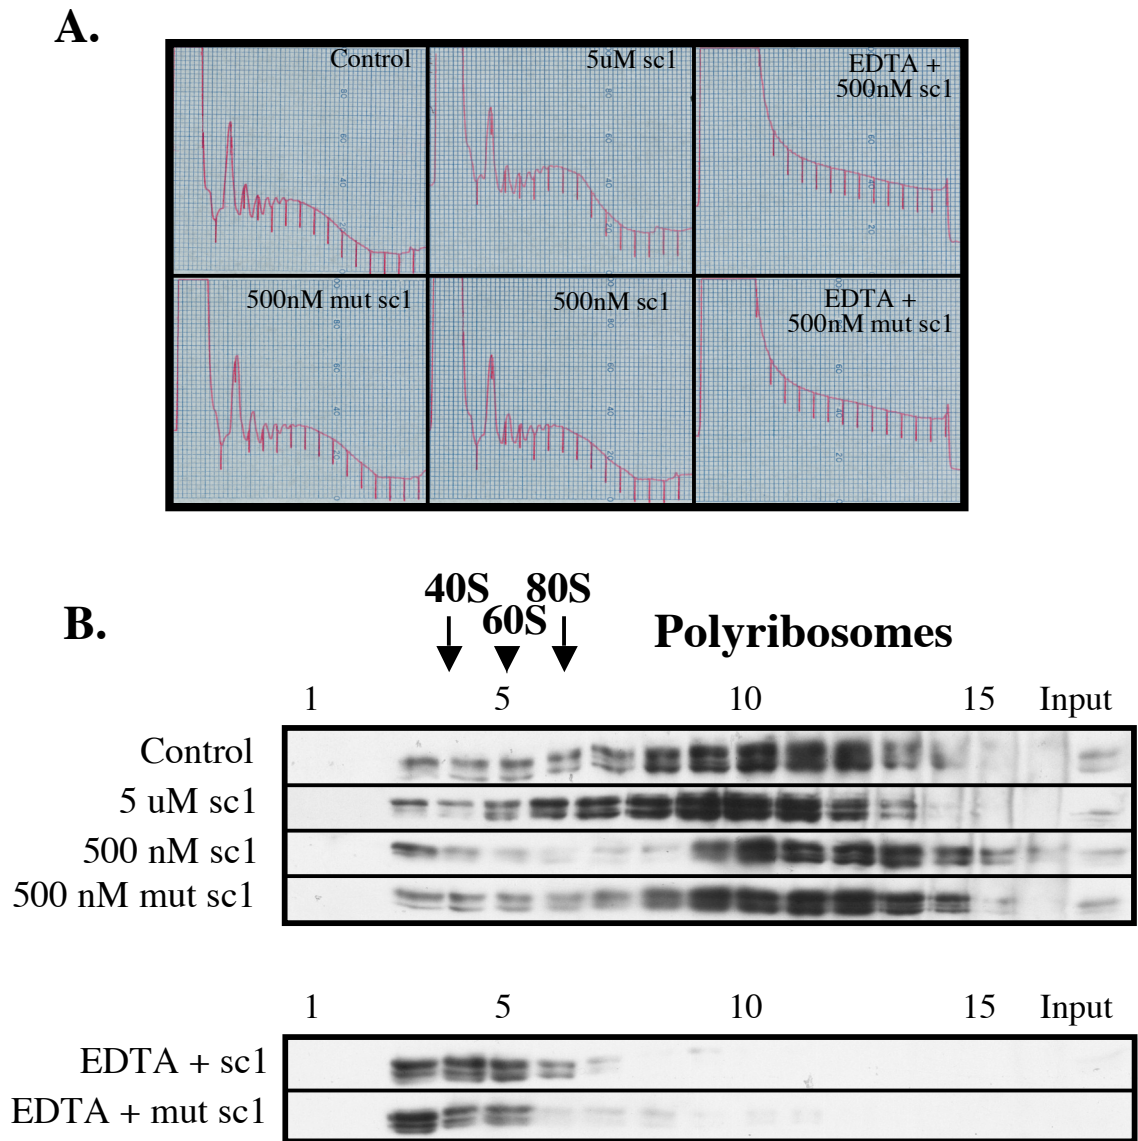 A.
Control
5uM sc1
EDTA +
500nM sc1
500nM mut sc1
500nM sc1
EDTA +
500nM mut sc1
B.
40S 80S
60S
Polyribosomes
1 5 10 15 Input
Control
5 uM sc1
500 nM sc1
500 nM mut sc1
1 5 10 15 Input
EDTA + sc1
EDTA + mut sc1